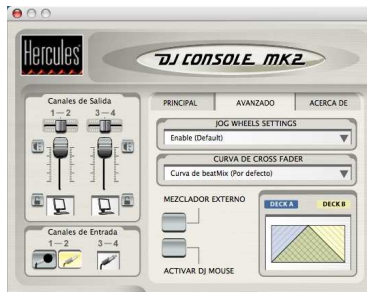 Hercules
DJ CONSOLE MK2
Canales de Salida
1-2 3-4
Canales de Entrada
1-2 3-4
PRINCIPAL AVANZADO ACERCA DE
JOG WHEELS SETTINGS
Enable (Default)
CURVA DE CROSS FADER
Curva de beatMix (Por defecto)
MEZCLADOR EXTERNO
ACTIVAR DJ MOUSE
DECK A DECK B